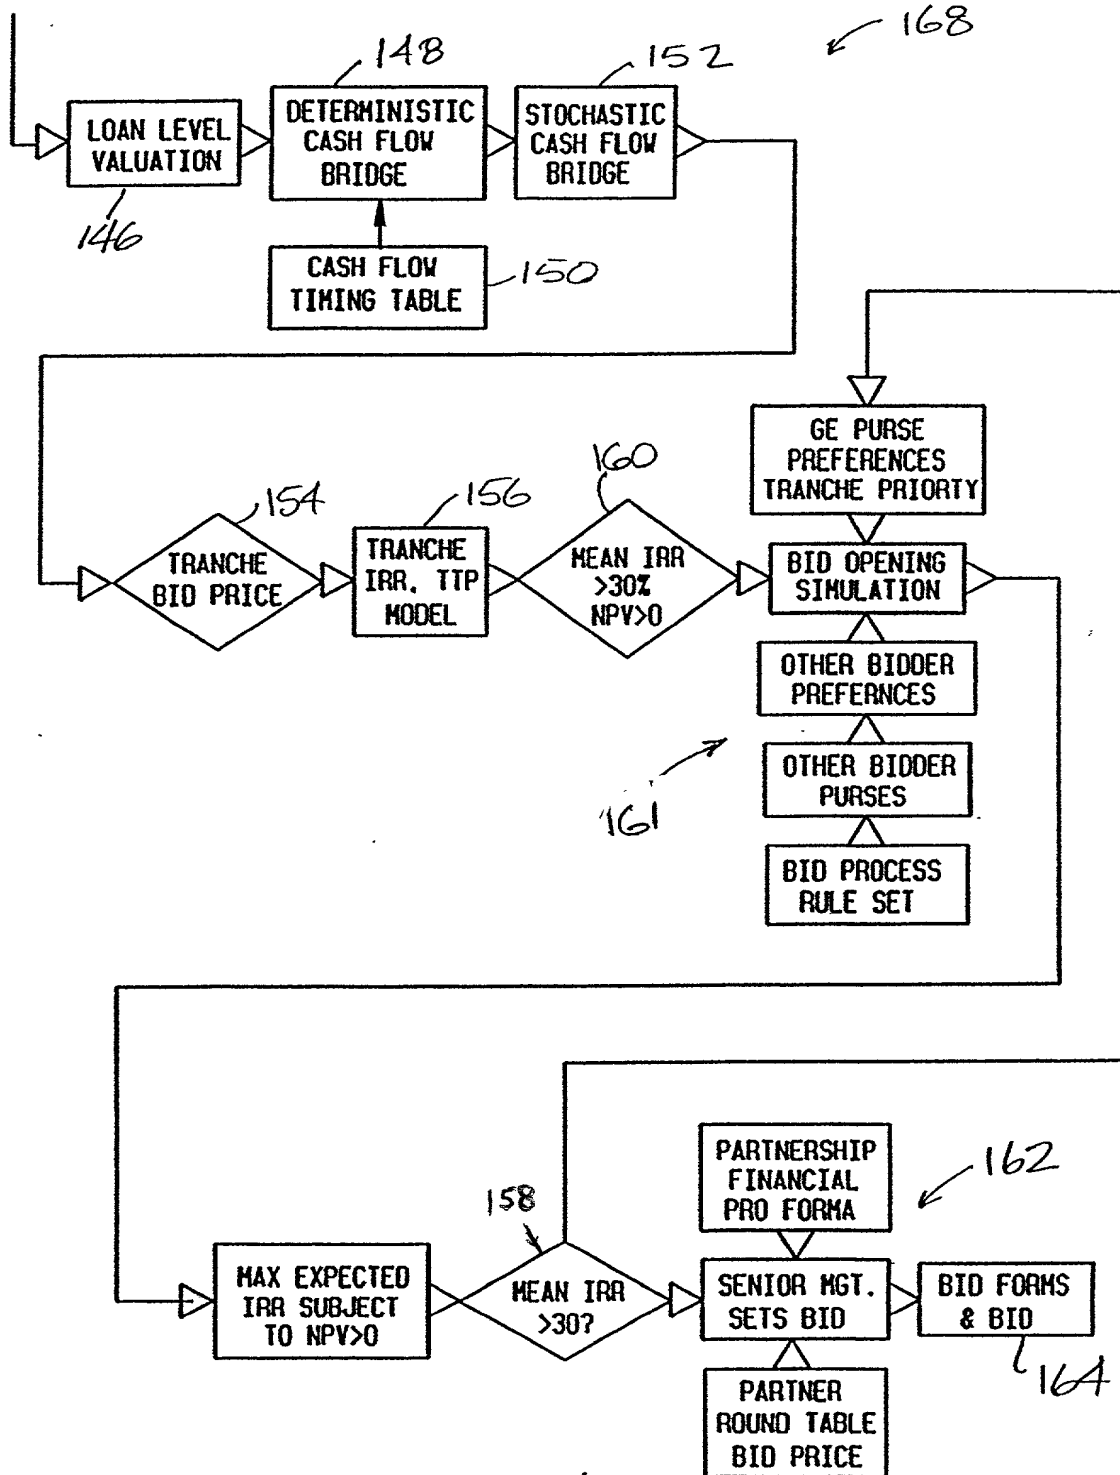 168
148
152
LOAN LEVEL
VALUATION
DETERMINISTIC
CASH FLOW
BRIDGE
STOCHASTIC
CASH FLOW
BRIDGE
146
CASH FLOW
TIMING TABLE
150
GE PURSE
PREFERENCES
TRANCHE PRIORTY
160
154
156
TRANCHE
BID PRICE
TRANCHE
IRR. TTP
MODEL
MEAN IRR
>30%
NPV>0
BID OPENING
SIMULATION
OTHER BIDDER
PREFERNCES
OTHER BIDDER
PURSES
161
BID PROCESS
RULE SET
PARTNERSHIP
FINANCIAL
PRO FORMA
162
158
MAX EXPECTED
IRR SUBJECT
TO NPV>0
MEAN IRR
>30?
SENIOR MGT.
SETS BID
BID FORMS
& BID
164
PARTNER
ROUND TABLE
BID PRICE